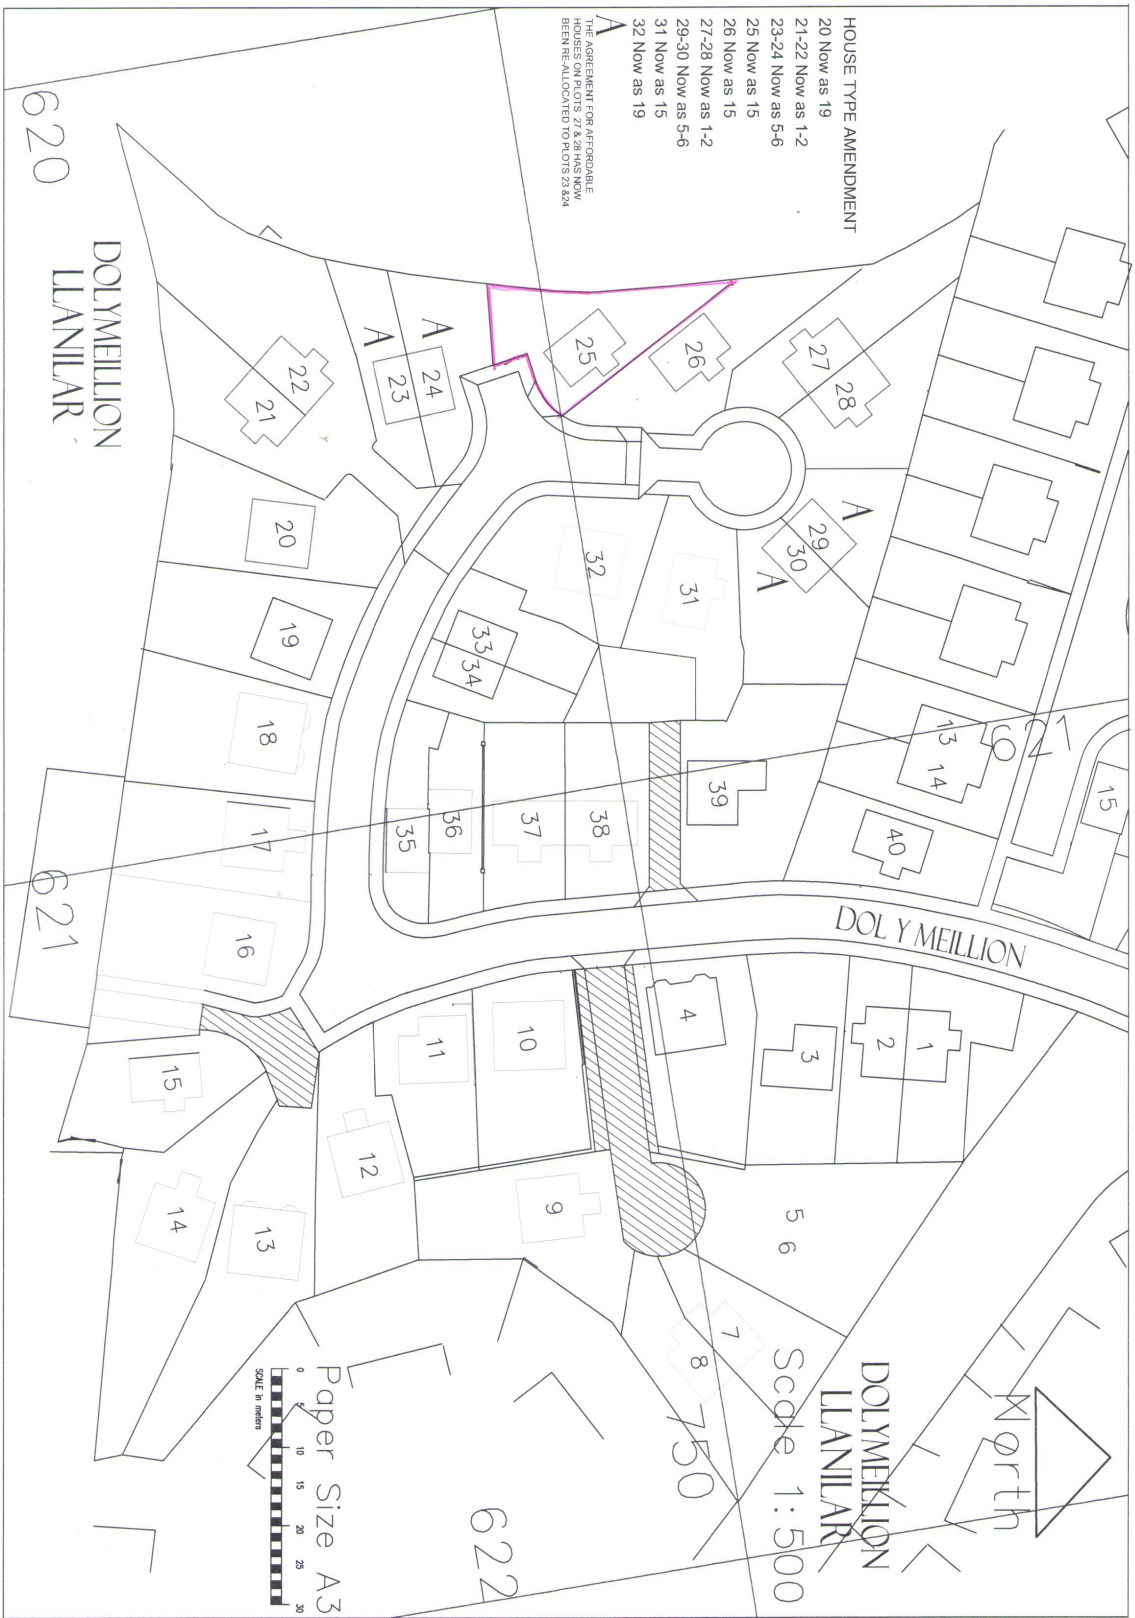 HOUSE TYPE AMENDMENT
20 Now as 19
21-22 Now as 1-2
23-24 Now as 5-6
25 Now as 15
26 Now as 15
27-28 Now as 1-2
29-30 Now as 5-6
31 Now as 15
32 Now as 19
A
THE AGREEMENT FOR AFFORDABLE
HOUSES ON PLOTS 27 & 28 HAS NOW
BEEN RE-ALLOCATED TO PLOTS 23 &24
620
DOLYMEILLION
LLANILAR
22
21
A
A
23
24
25
26
27
28
A
29
30
A
20
19
18
17
16
32
31
33
34
35
36
37
38
39
13
14
40
15
621
621
DOL Y MEILLION
15
14
13
12
11
10
9
4
3
2
1
5 6
7
8
750
622
DOLYMEILLION
LLANILAR
Scale 1:500
North
Paper Size A3
0 5 10 15 20 25 30
SCALE in meters